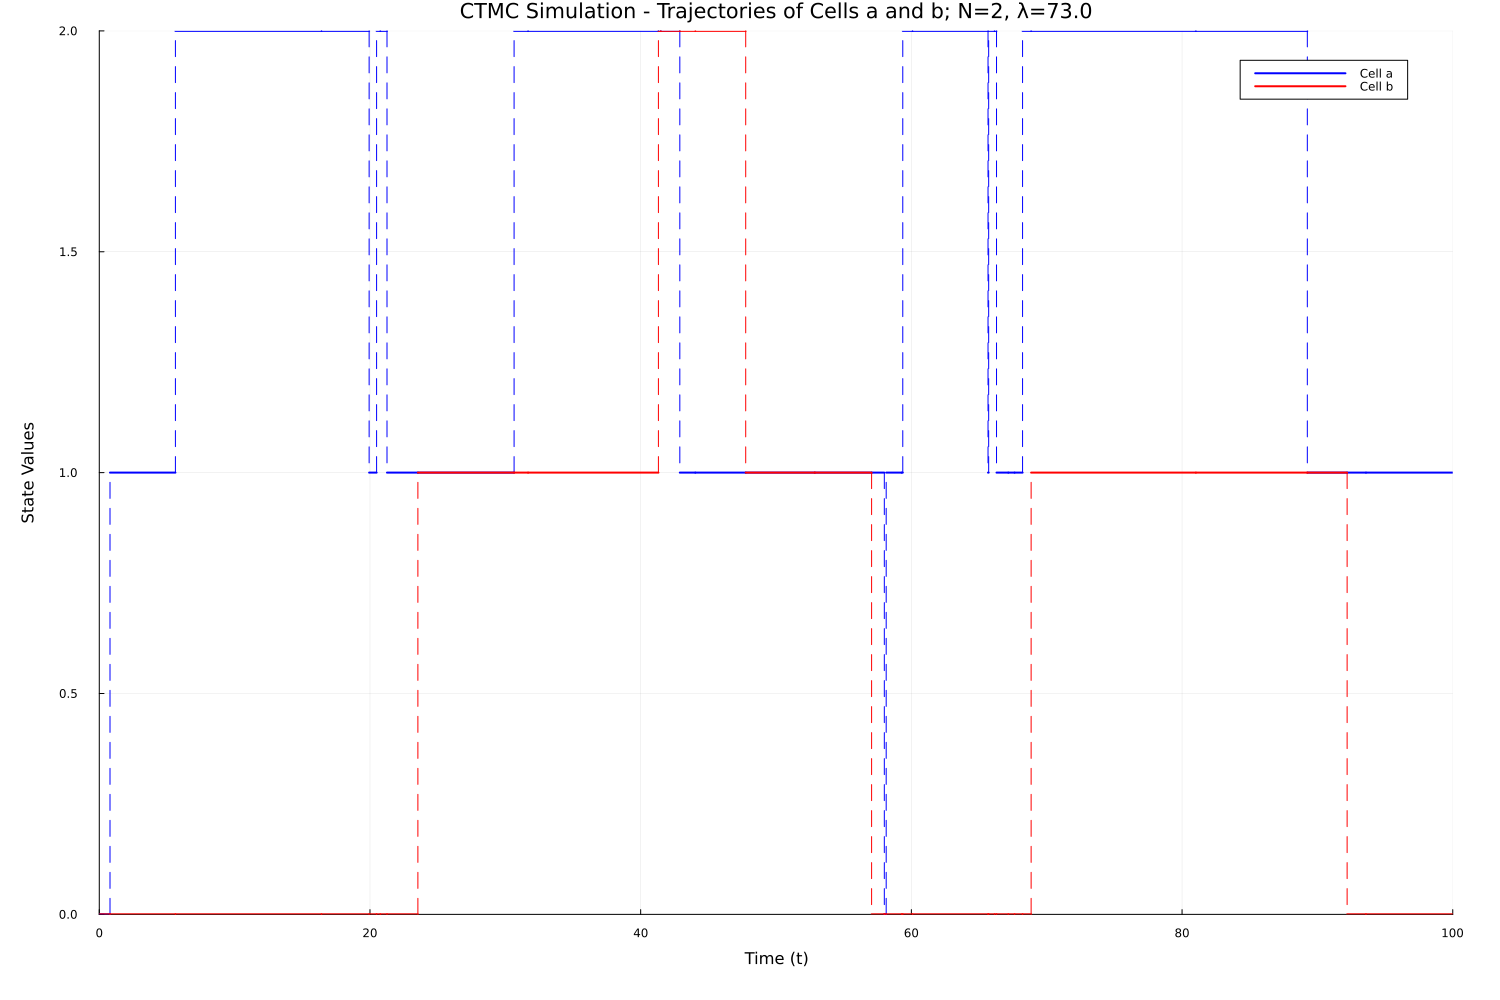 CTMC Simulation - Trajectories of Cells a and b; N=2, λ=73.0
2.0
Cell a
Cell b
1.5
1.0
State Values
0.5
0.0
0 20 40 60 80 100
Time (t)